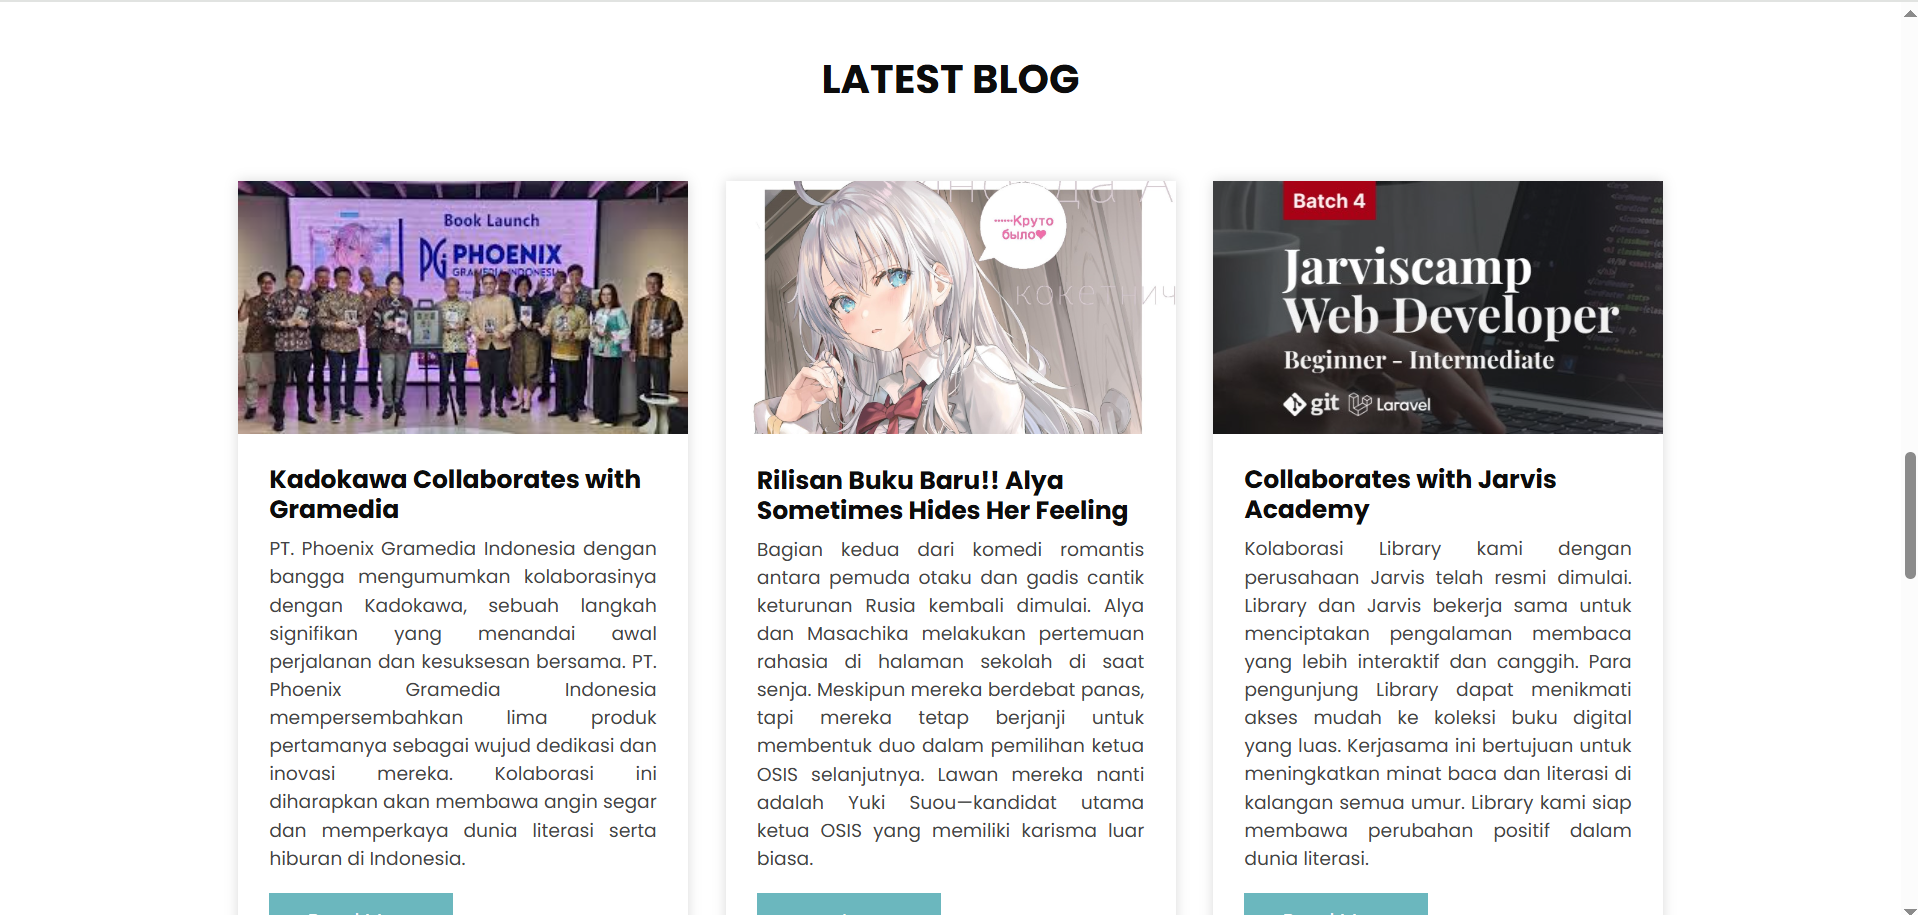 LATEST BLOG
Book Launch
PHOENIX
GRAMEDIA INDONESIA
Kadokawa Collaborates with
Gramedia
PT. Phoenix Gramedia Indonesia dengan
bangga mengumumkan kolaborasinya
dengan Kadokawa, sebuah langkah
signifikan yang menandai awal
perjalanan dan kesuksesan bersama. PT.
Phoenix Gramedia Indonesia
mempersembahkan lima produk
pertamanya sebagai wujud dedikasi dan
inovasi mereka. Kolaborasi ini
diharapkan akan membawa angin segar
dan memperkaya dunia literasi serta
hiburan di Indonesia.
······Круто
было♥
Rilisan Buku Baru!! Alya
Sometimes Hides Her Feeling
Bagian kedua dari komedi romantis
antara pemuda otaku dan gadis cantik
keturunan Rusia kembali dimulai. Alya
dan Masachika melakukan pertemuan
rahasia di halaman sekolah di saat
senja. Meskipun mereka berdebat panas,
tapi mereka tetap berjanji untuk
membentuk duo dalam pemilihan ketua
OSIS selanjutnya. Lawan mereka nanti
adalah Yuki Suou—kandidat utama
ketua OSIS yang memiliki karisma luar
biasa.
Batch 4
Jarviscamp
Web Developer
Beginner - Intermediate
git Laravel
Collaborates with Jarvis
Academy
Kolaborasi Library kami dengan
perusahaan Jarvis telah resmi dimulai.
Library dan Jarvis bekerja sama untuk
menciptakan pengalaman membaca
yang lebih interaktif dan canggih. Para
pengunjung Library dapat menikmati
akses mudah ke koleksi buku digital
yang luas. Kerjasama ini bertujuan untuk
meningkatkan minat baca dan literasi di
kalangan semua umur. Library kami siap
membawa perubahan positif dalam
dunia literasi.